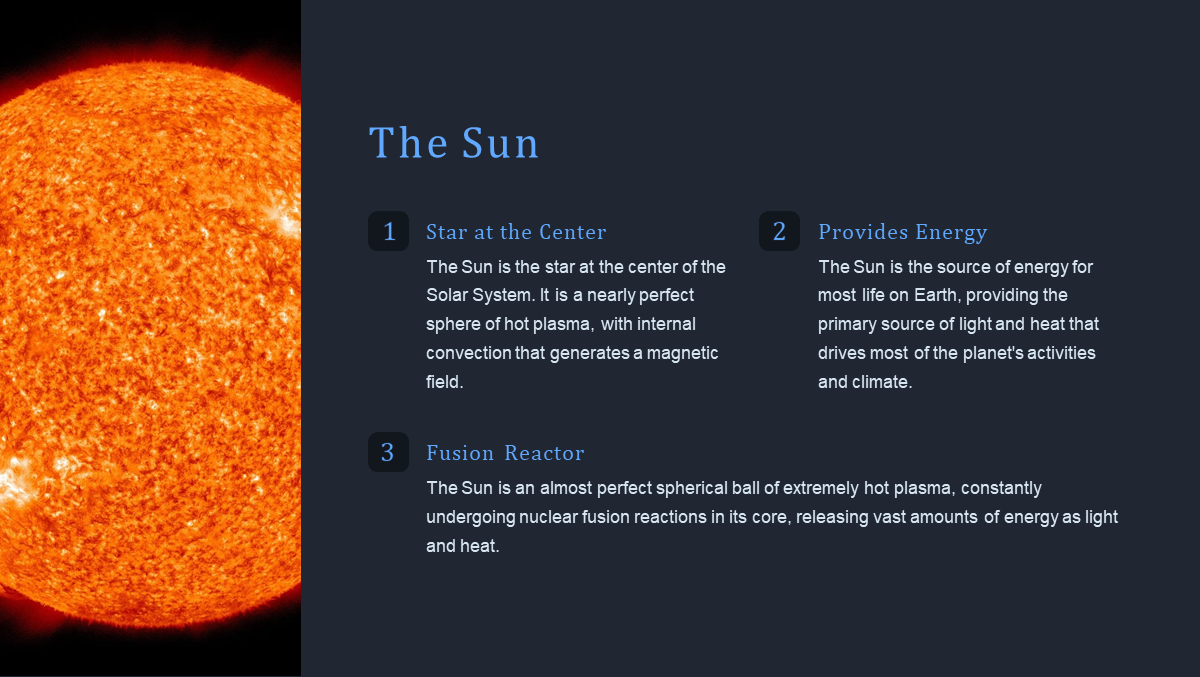 The Sun
1
Star at the Center
The Sun is the star at the center of the
Solar System. It is a nearly perfect
sphere of hot plasma, with internal
convection that generates a magnetic
field.
2
Provides Energy
The Sun is the source of energy for
most life on Earth, providing the
primary source of light and heat that
drives most of the planet's activities
and climate.
3
Fusion Reactor
The Sun is an almost perfect spherical ball of extremely hot plasma, constantly
undergoing nuclear fusion reactions in its core, releasing vast amounts of energy as light
and heat.